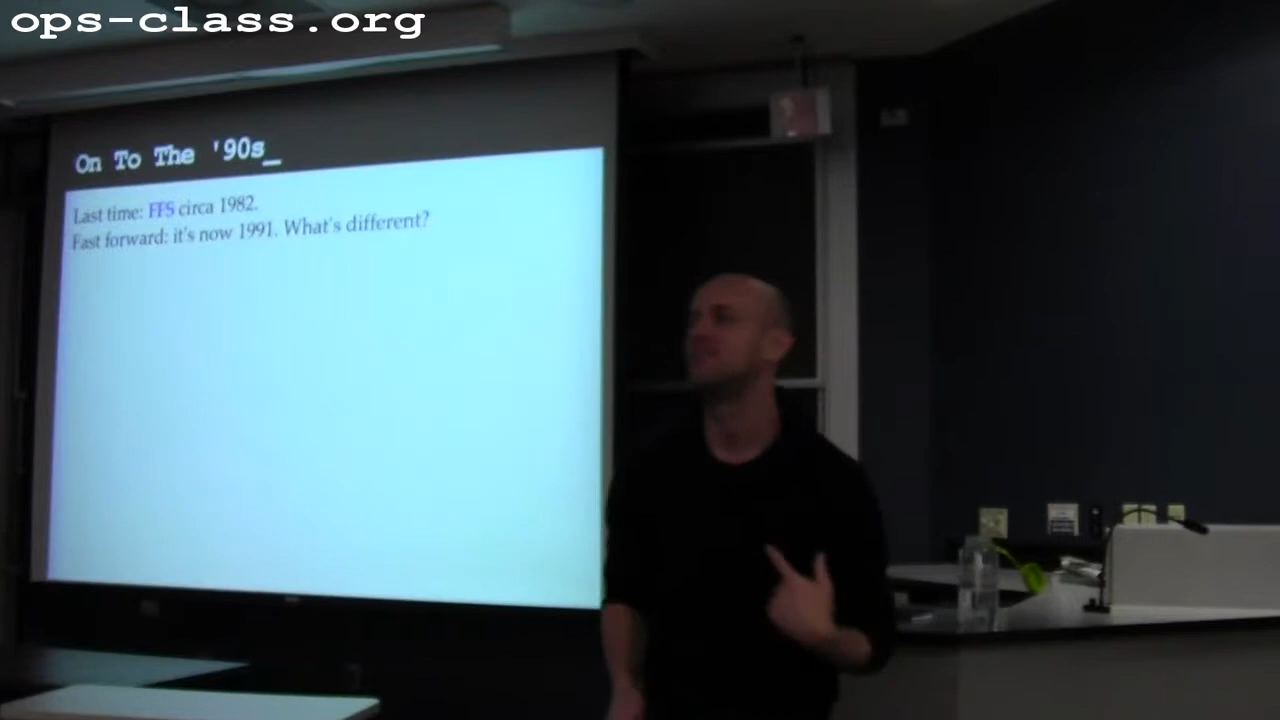 ops-class.org
On To The '90s_
Last time: FFS circa 1982.
Fast forward: it's now 1991. What's different?